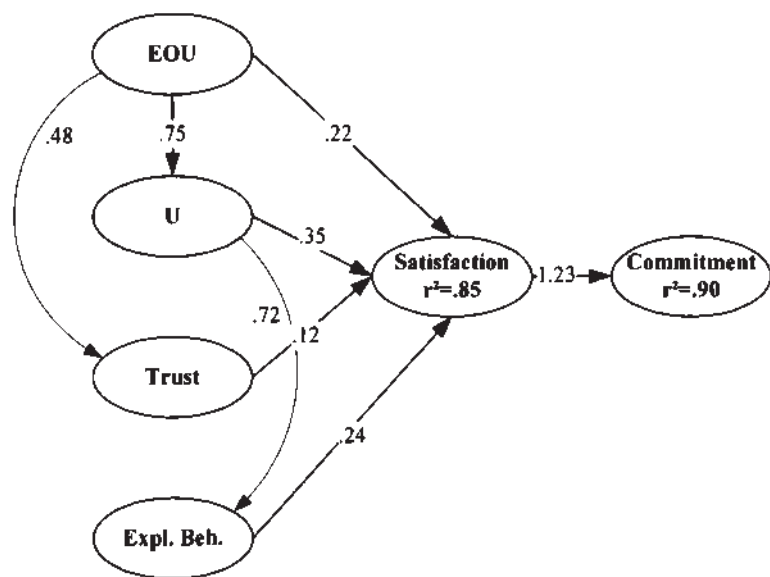 EOU
.48
.75
.22
U
.35
Satisfaction
r²=.85
1.23
Commitment
r²=.90
.72
.12
Trust
.24
Expl. Beh.